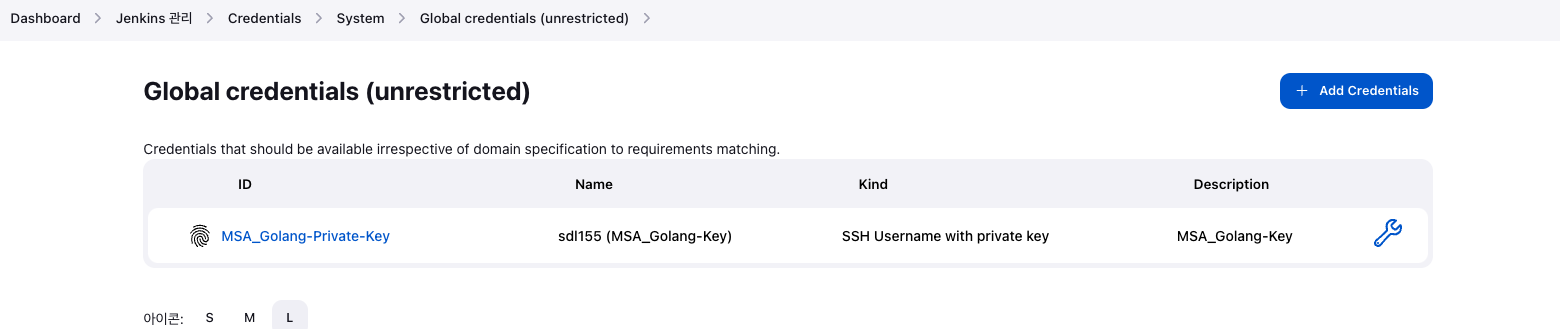 Dashboard > Jenkins 관리 > Credentials > System > Global credentials (unrestricted) >
Global credentials (unrestricted)
+ Add Credentials
Credentials that should be available irrespective of domain specification to requirements matching.
ID Name Kind Description
MSA_Golang-Private-Key sdl155 (MSA_Golang-Key) SSH Username with private key MSA_Golang-Key
아이콘: S M L